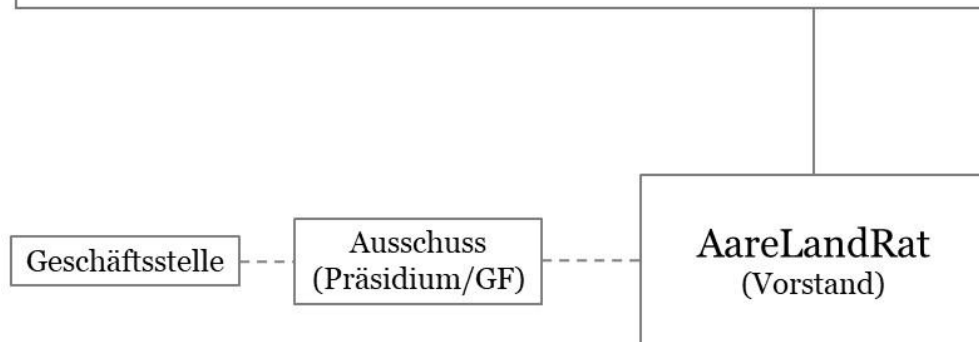 Geschäftsstelle
Ausschuss
(Präsidium/GF)
AareLandRat
(Vorstand)